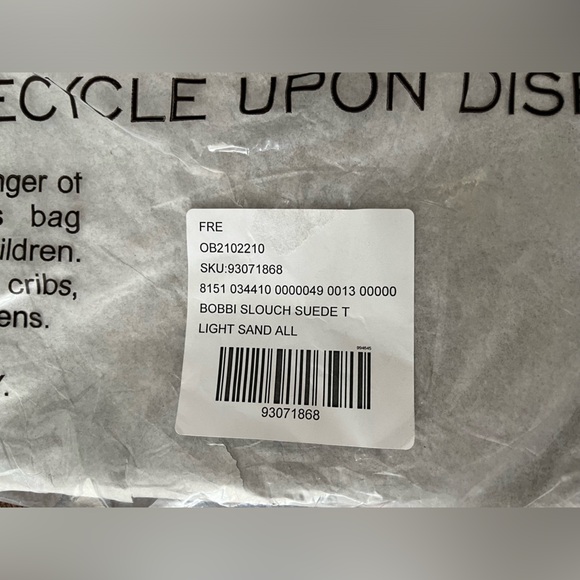 ECYCLE UPON DISP
nger of
s bag
ildren.
cribs,
ens.
Y.
FRE
OB2102210
SKU:93071868
8151 034410 0000049 0013 00000
BOBBI SLOUCH SUEDE T
LIGHT SAND ALL
93071868